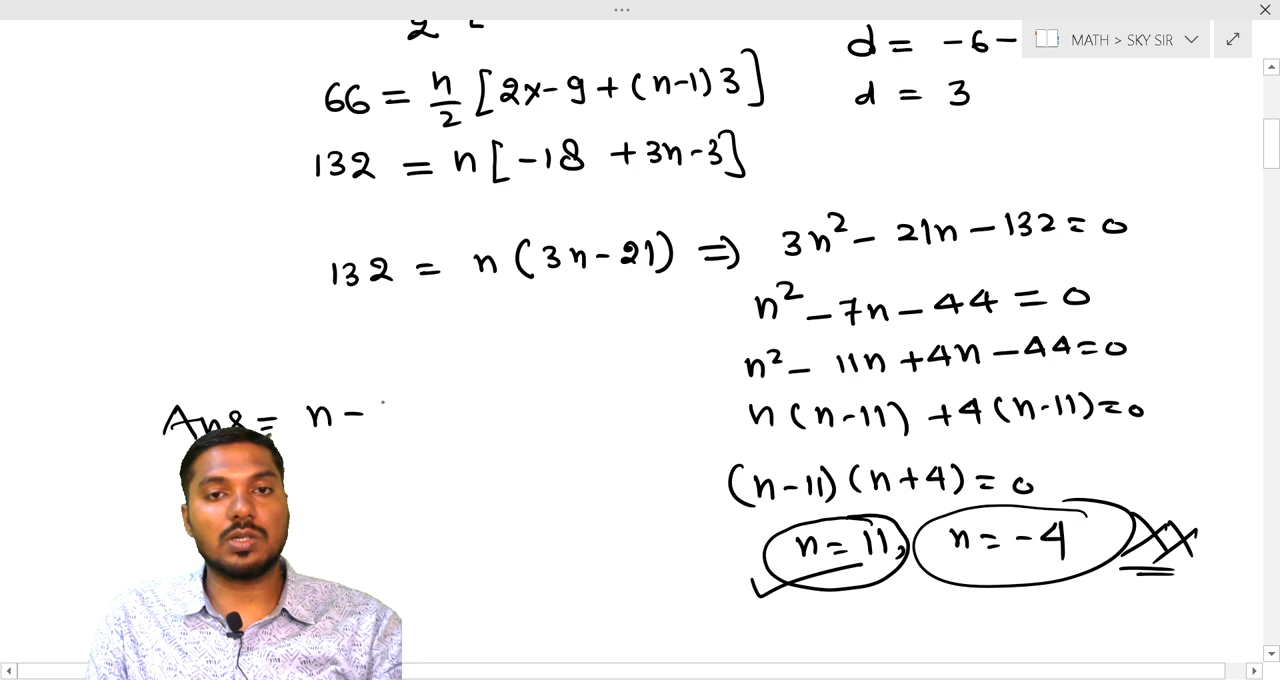 MATH > SKY SIR
d = -6-
66 = n/2 [2x-9+(n-1)3]
d = 3
132 = n[-18 +3n-3]
132 = n(3n-21) ⇒ 3n²-21n-132=0
n²-7n-44=0
n²-11n+4n-44=0
n(n-11)+4(n-11)=0
Ans= n-
(n-11)(n+4)=0
n=11, n=-4